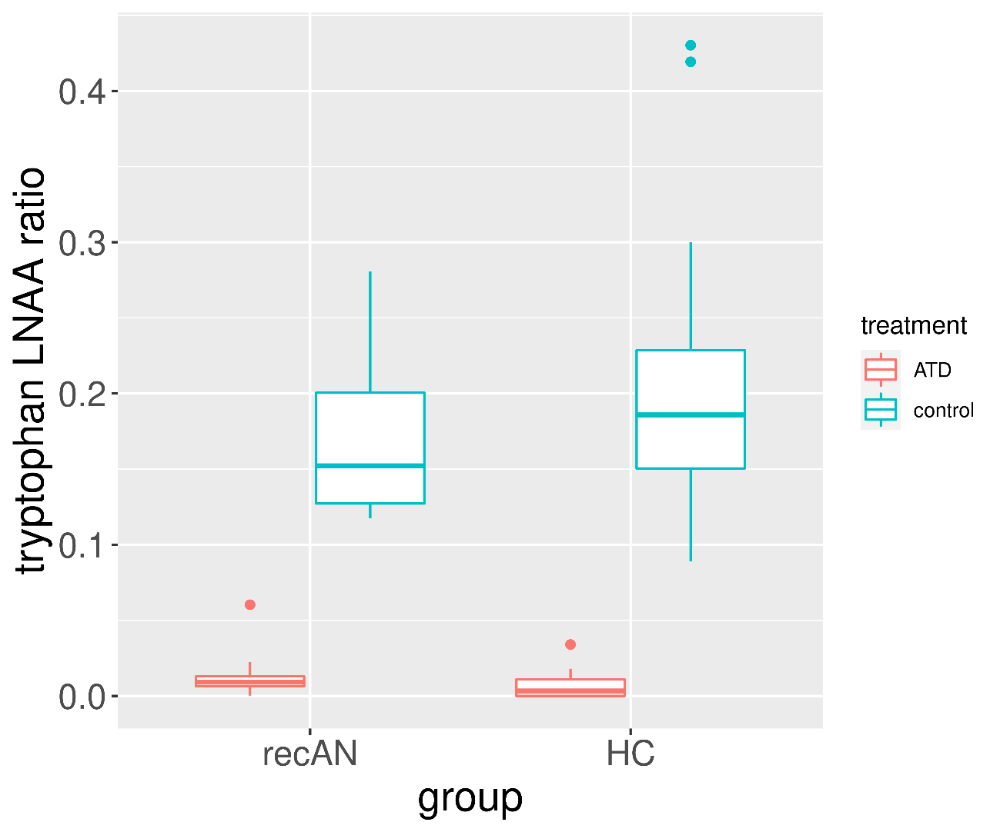 tryptophan LNAA ratio
0.4
0.3
0.2
0.1
0.0
recAN
HC
group
treatment
ATD
control